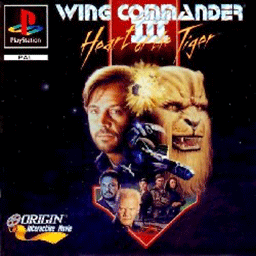 WING COMMANDER
III
Heart of the Tiger
PlayStation
PAL
ORIGIN
Interactive Movie